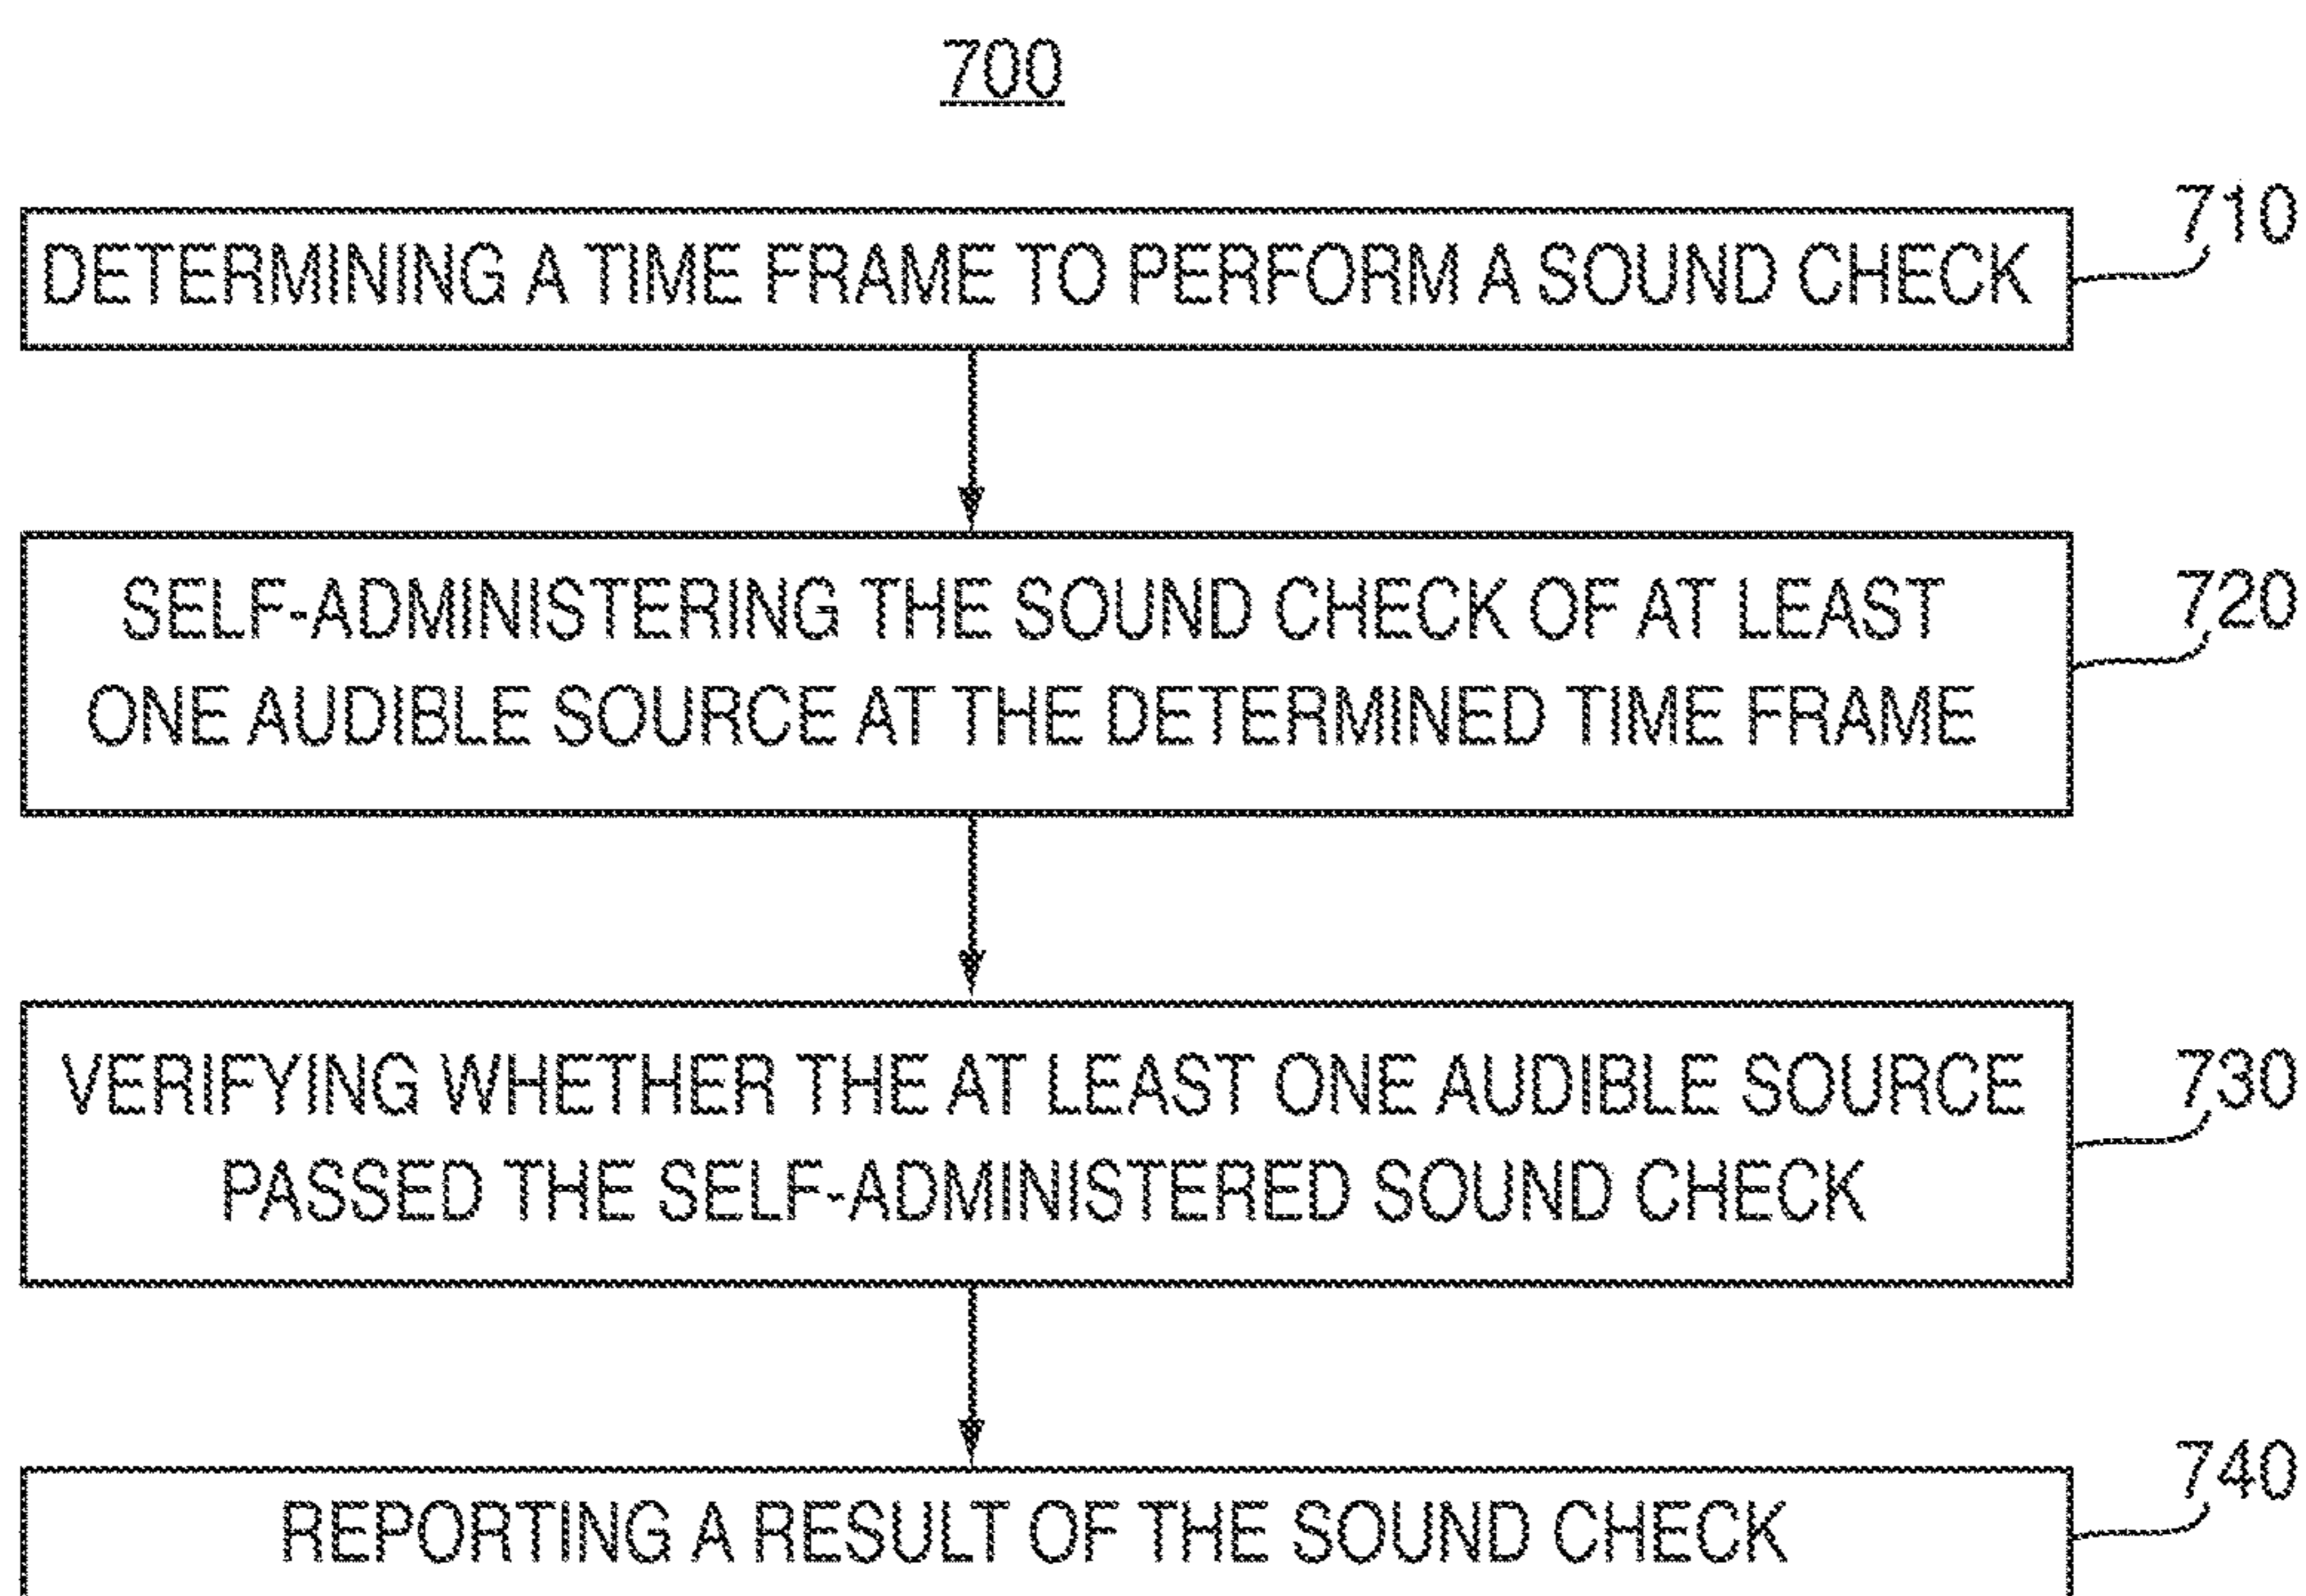 700
710
DETERMINING A TIME FRAME TO PERFORM A SOUND CHECK
720
SELF-ADMINISTERING THE SOUND CHECK OF AT LEAST
ONE AUDIBLE SOURCE AT THE DETERMINED TIME FRAME
730
VERIFYING WHETHER THE AT LEAST ONE AUDIBLE SOURCE
PASSED THE SELF-ADMINISTERED SOUND CHECK
740
REPORTING A RESULT OF THE SOUND CHECK